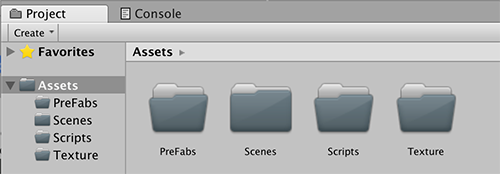 Project Console
Create
Favorites Assets
Assets
PreFabs
Scenes
Scripts
Texture
PreFabs Scenes Scripts Texture